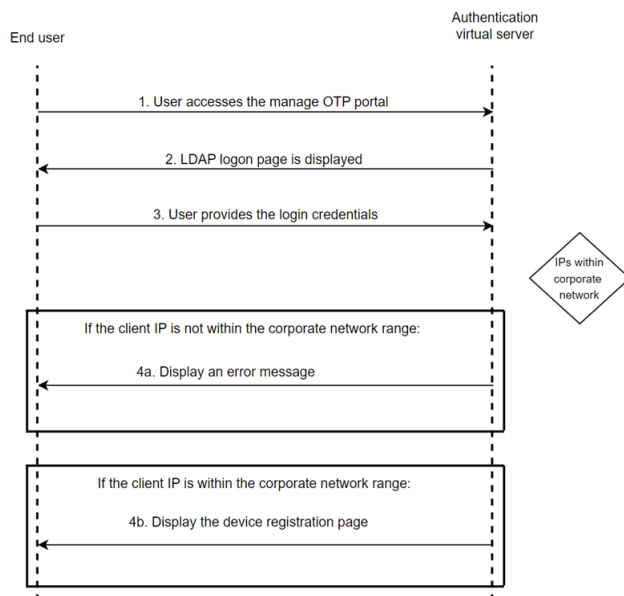 End user
Authentication
virtual server
1. User accesses the manage OTP portal
2. LDAP logon page is displayed
3. User provides the login credentials
IPs within
corporate
network
If the client IP is not within the corporate network range:
4a. Display an error message
If the client IP is within the corporate network range:
4b. Display the device registration page